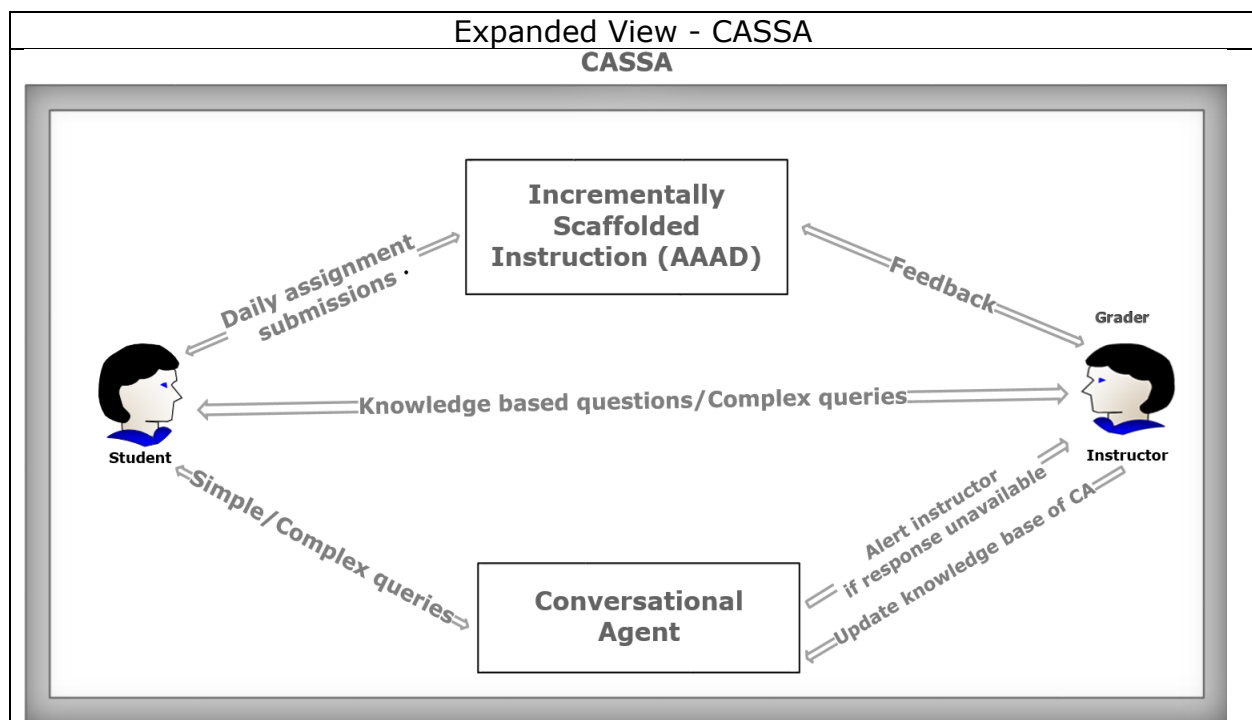 Expanded View - CASSA
CASSA
Incrementally
Scaffolded
Instruction (AAAD)
Daily assignment
submissions
Feedback
Grader
Knowledge based questions/Complex queries
Student
Instructor
Simple/Complex queries
Alert instructor
if response unavailable
Update knowledge base of CA
Conversational
Agent